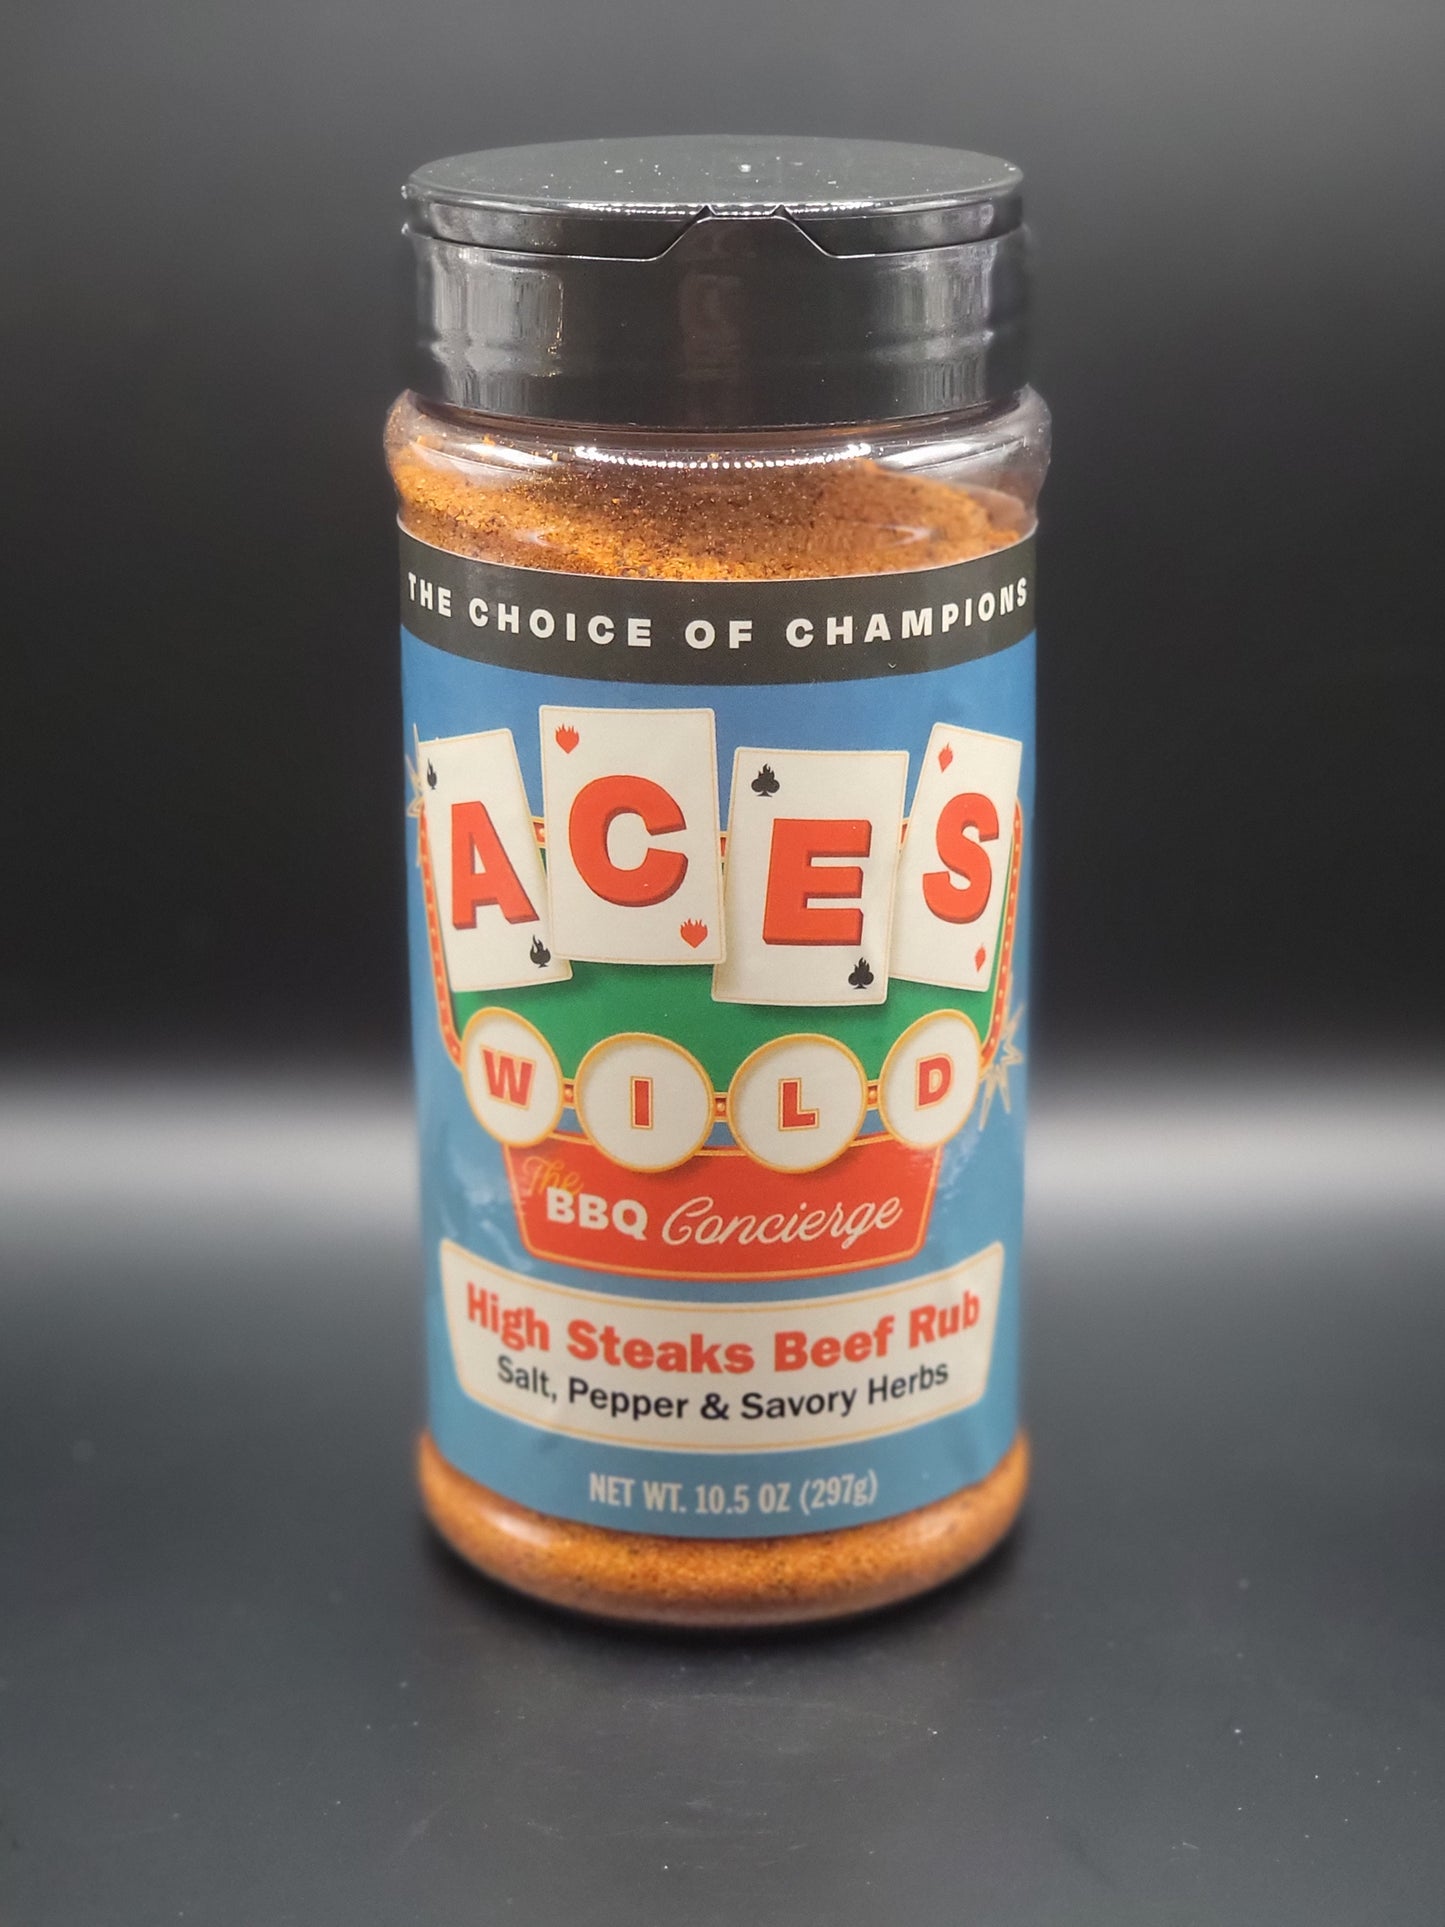 THE CHOICE OF CHAMPIONS
ACES
WILD
The
BBQ Concierge
High Steaks Beef Rub
Salt, Pepper & Savory Herbs
NET WT. 10.5 OZ (297g)